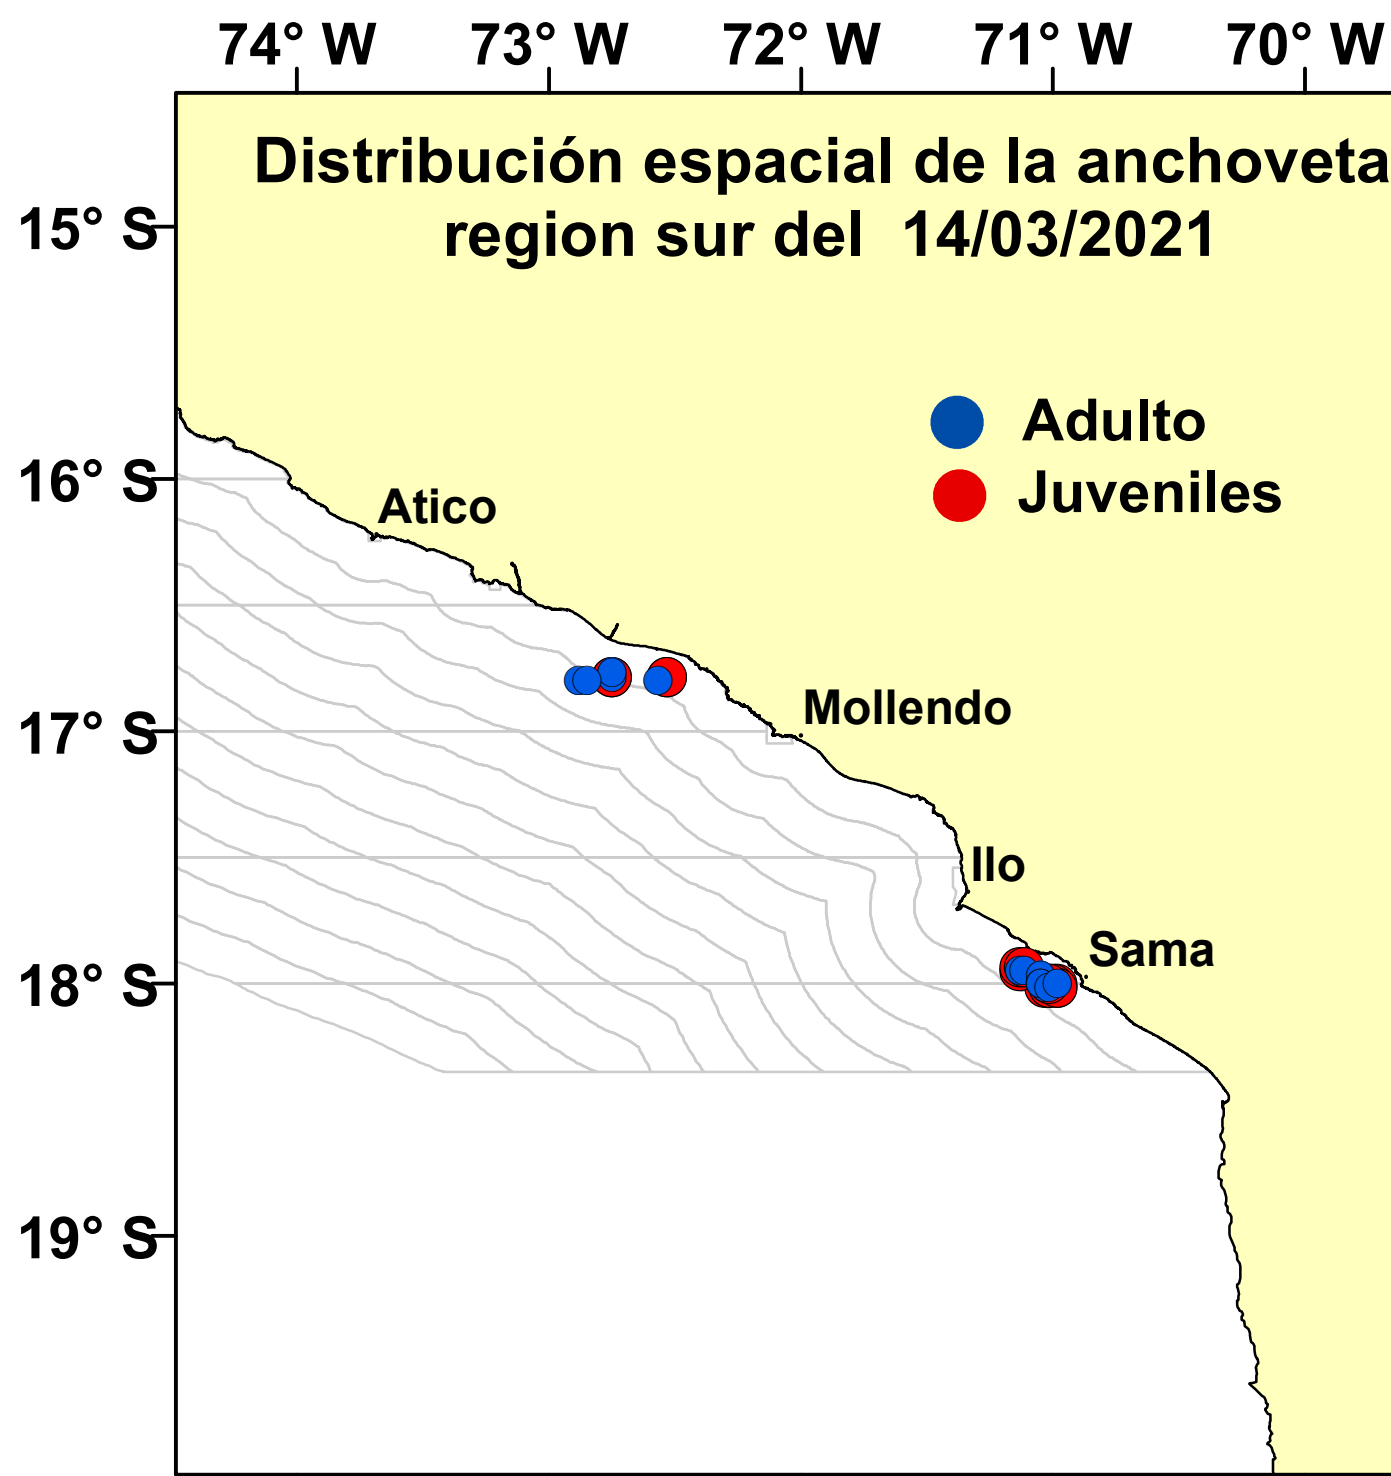 74° W 73° W 72° W 71° W 70° W
Distribución espacial de la anchoveta
region sur del 14/03/2021
15° S
Adulto
16° S
Juveniles
Atico
17° S
Mollendo
Ilo
Sama
18° S
19° S